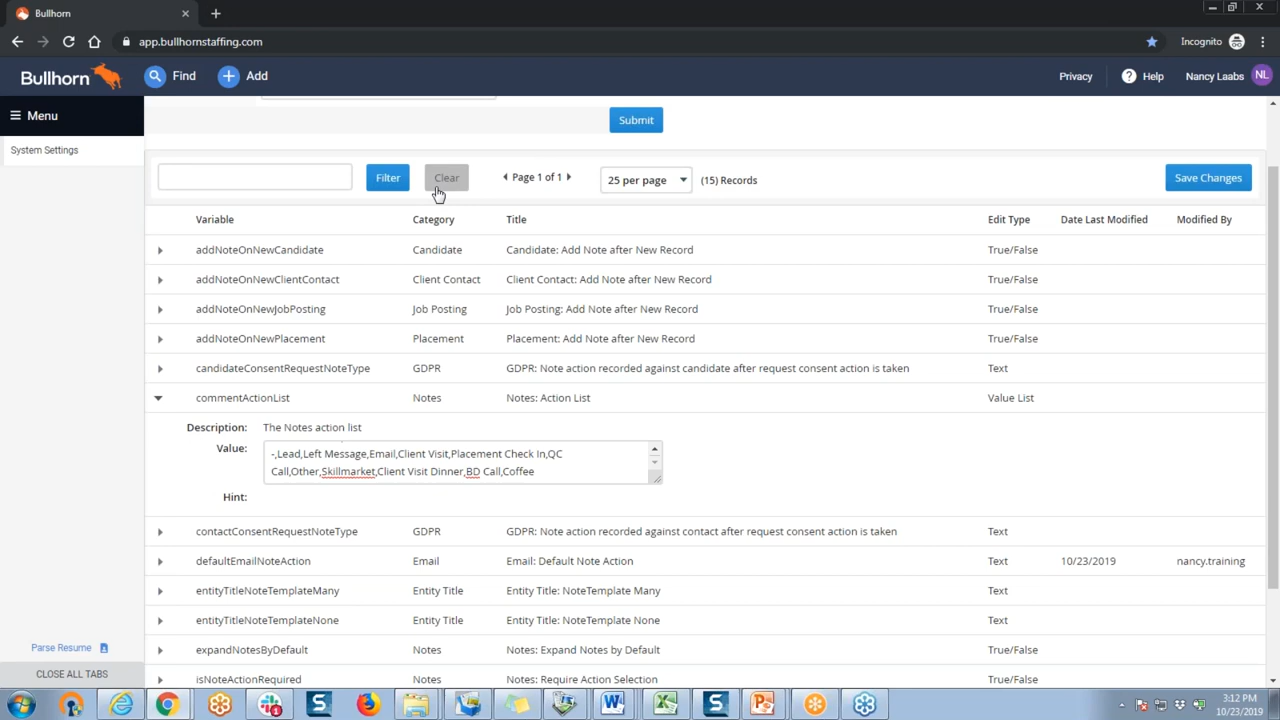 Bullhorn
app.bullhornstaffing.com
Incognito
Bullhorn
Find
Add
Privacy
Help
Nancy Laabs
NL
Menu
System Settings
Submit
Filter
Clear
Page 1 of 1
25 per page
(15) Records
Save Changes
Variable Category Title Edit Type Date Last Modified Modified By
addNoteOnNewCandidate Candidate Candidate: Add Note after New Record True/False
addNoteOnNewClientContact Client Contact Client Contact: Add Note after New Record True/False
addNoteOnNewJobPosting Job Posting Job Posting: Add Note after New Record True/False
addNoteOnNewPlacement Placement Placement: Add Note after New Record True/False
candidateConsentRequestNoteType GDPR GDPR: Note action recorded against candidate after request consent action is taken Text
commentActionList Notes Notes: Action List Value List
Description: The Notes action list
Value: -,Lead,Left Message,Email,Client Visit,Placement Check In,QC
Call,Other,Skillmarket,Client Visit Dinner,BD Call,Coffee
Hint:
contactConsentRequestNoteType GDPR GDPR: Note action recorded against contact after request consent action is taken Text
defaultEmailNoteAction Email Email: Default Note Action Text 10/23/2019 nancy.training
entityTitleNoteTemplateMany Entity Title Entity Title: NoteTemplate Many Text
entityTitleNoteTemplateNone Entity Title Entity Title: NoteTemplate None Text
expandNotesByDefault Notes Notes: Expand Notes by Default True/False
isNoteActionRequired Notes Notes: Require Action Selection True/False
Parse Resume
CLOSE ALL TABS
3:12 PM
10/23/2019